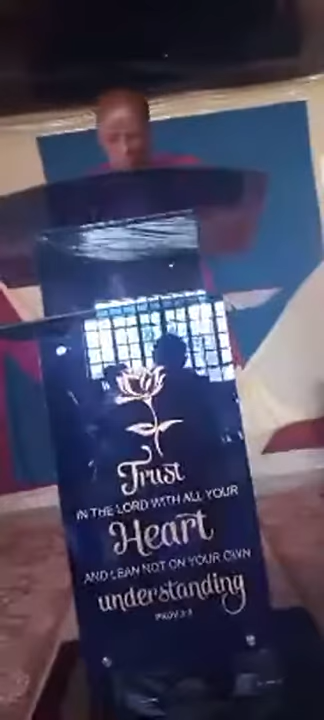 Trust
IN THE LORD WITH ALL YOUR
Heart
AND LEAN NOT ON YOUR OWN
understanding